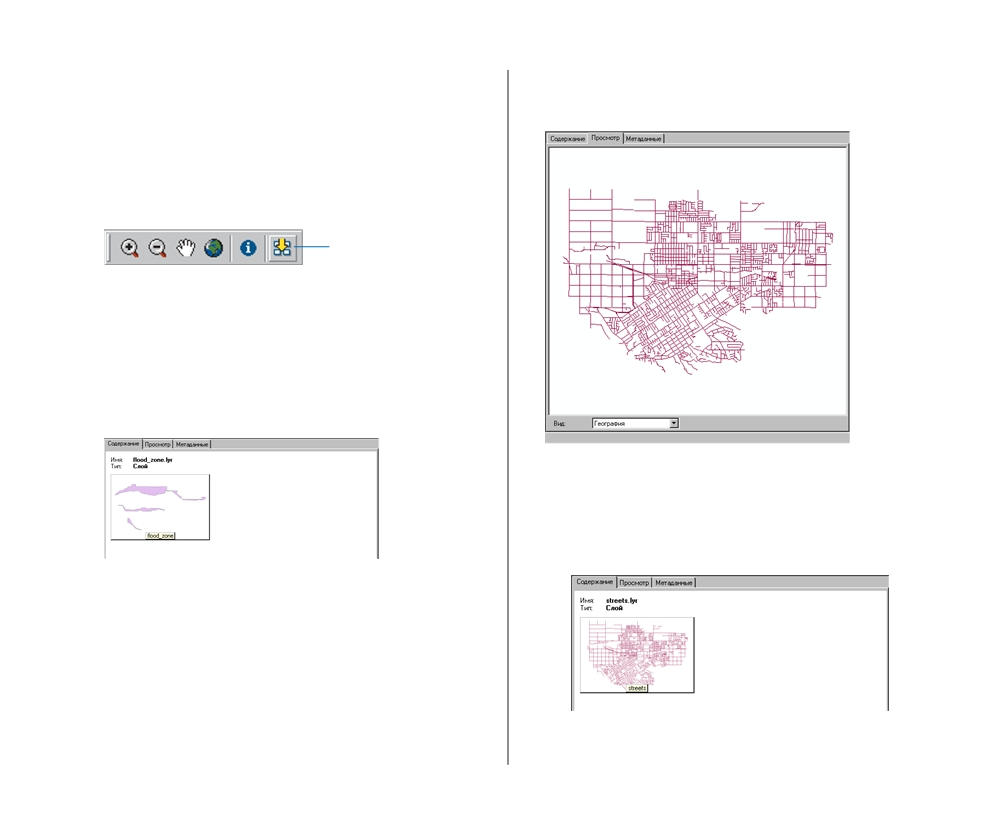 Содержание Просмотр Метаданные
Имя: flood_zone.lyr
Тип: Слой
flood_zone
Содержание Просмотр Метаданные
Вид: География
Содержание Просмотр Метаданные
Имя: streets.lyr
Тип: Слой
streets